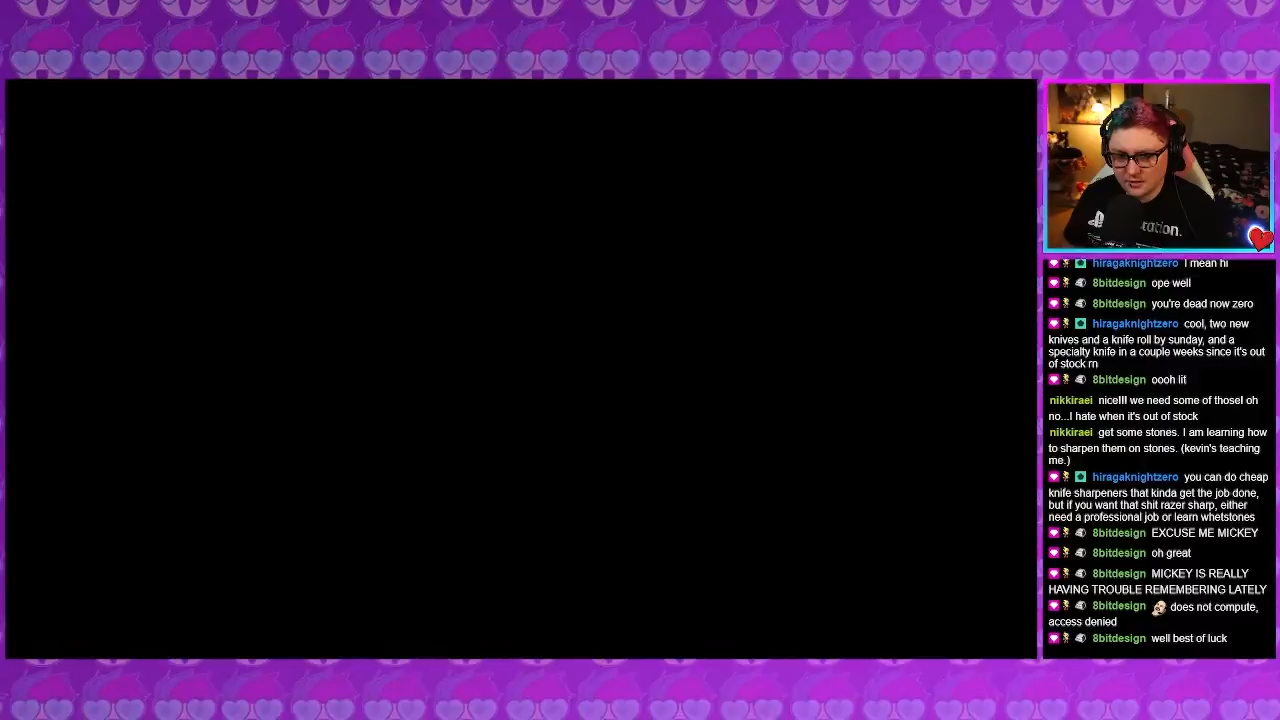 tation.
hiragaknightzero I mean hi
8bitdesign ope well
8bitdesign you're dead now zero
hiragaknightzero cool, two new
knives and a knife roll by sunday, and a
specialty knife in a couple weeks since it's out
of stock rn
8bitdesign oooh lit
nikkiraei nice!!! we need some of those! oh
no...I hate when it's out of stock
nikkiraei get some stones. I am learning how
to sharpen them on stones. (kevin's teaching
me.)
hiragaknightzero you can do cheap
knife sharpeners that kinda get the job done,
but if you want that shit razer sharp, either
need a professional job or learn whetstones
8bitdesign EXCUSE ME MICKEY
8bitdesign oh great
8bitdesign MICKEY IS REALLY
HAVING TROUBLE REMEMBERING LATELY
8bitdesign does not compute,
access denied
8bitdesign well best of luck